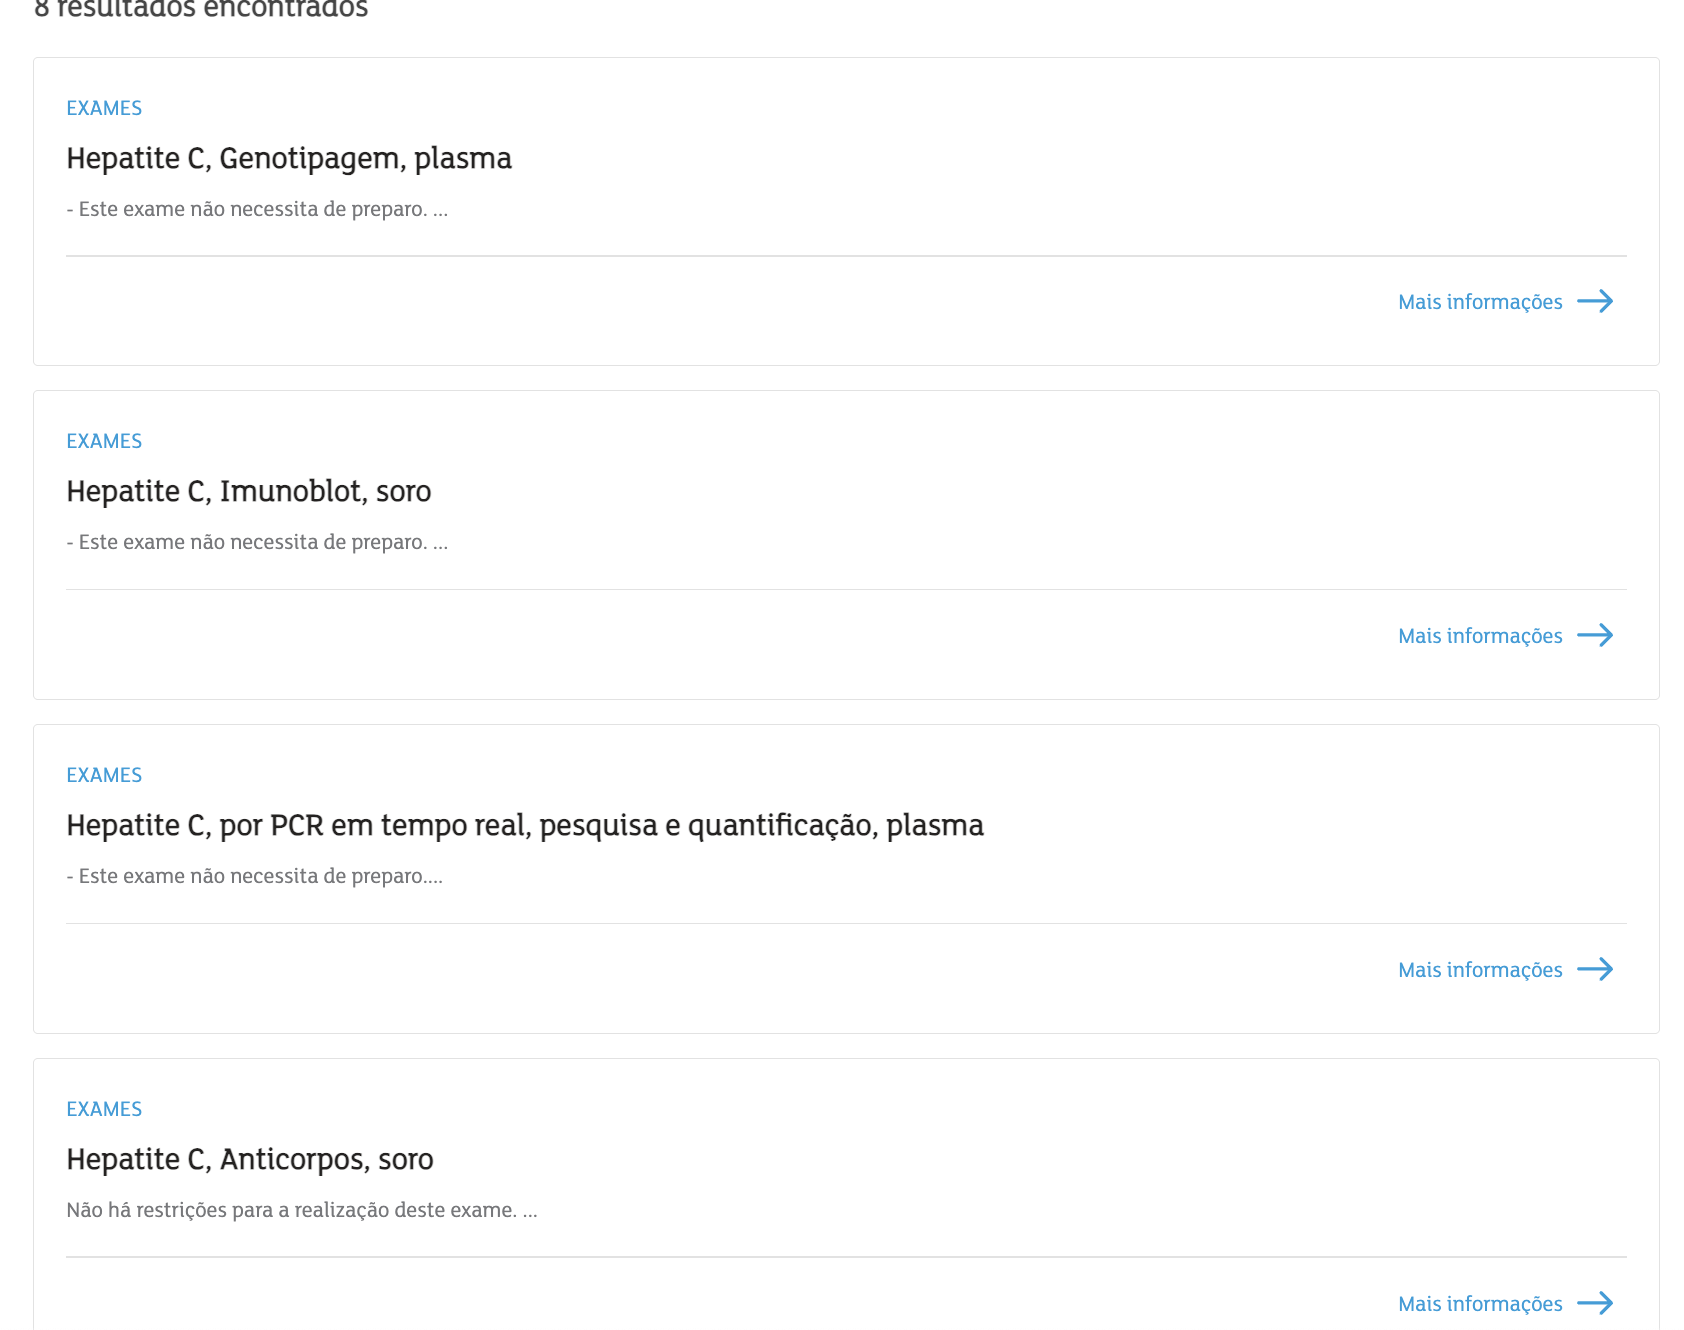 8 resultados encontrados
EXAMES
Hepatite C, Genotipagem, plasma
- Este exame não necessita de preparo. ...
Mais informações
EXAMES
Hepatite C, Imunoblot, soro
- Este exame não necessita de preparo. ...
Mais informações
EXAMES
Hepatite C, por PCR em tempo real, pesquisa e quantificação, plasma
- Este exame não necessita de preparo....
Mais informações
EXAMES
Hepatite C, Anticorpos, soro
Não há restrições para a realização deste exame. ...
Mais informações